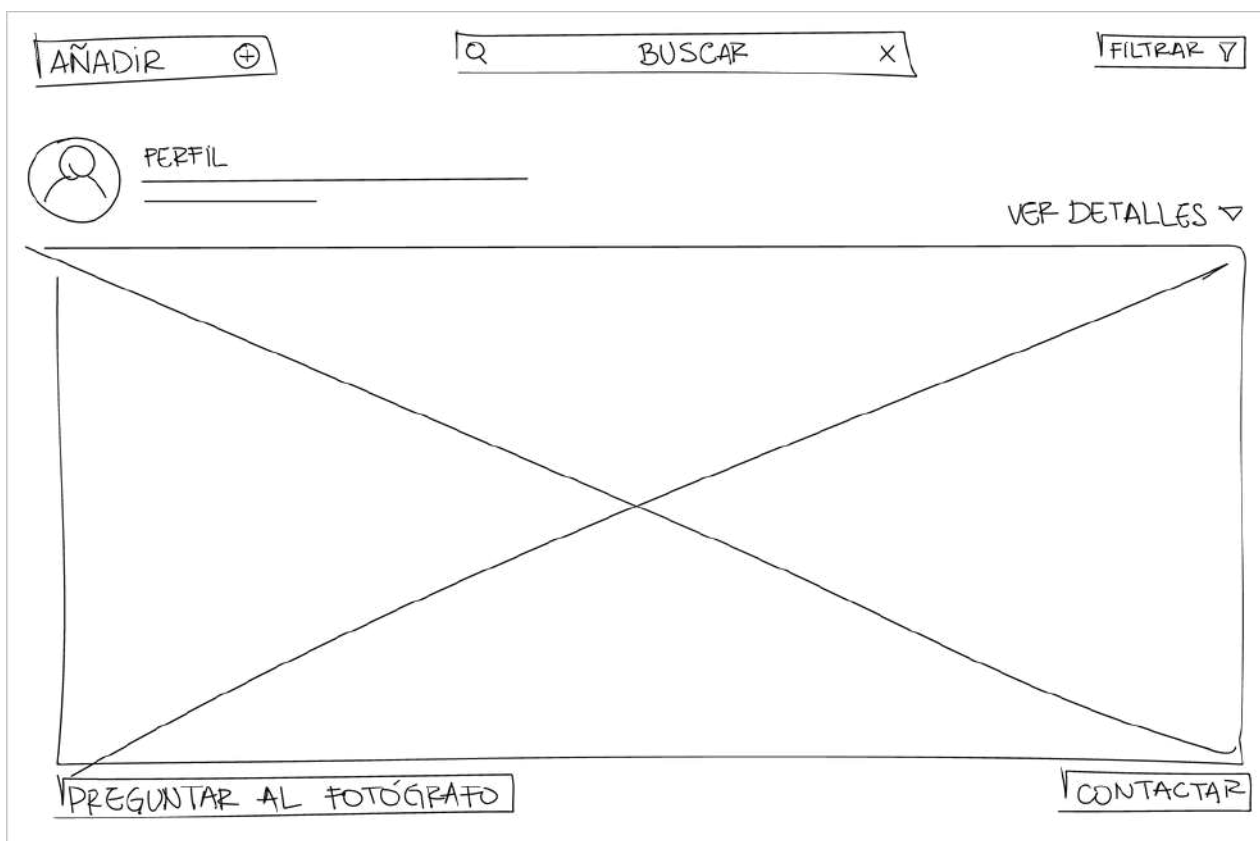 AÑADiR
BUSCAR
FILTRAR
PERFIL
VER DETALLES
PREGUNTAR AL FOTÓGRAFO
CONTACTAR